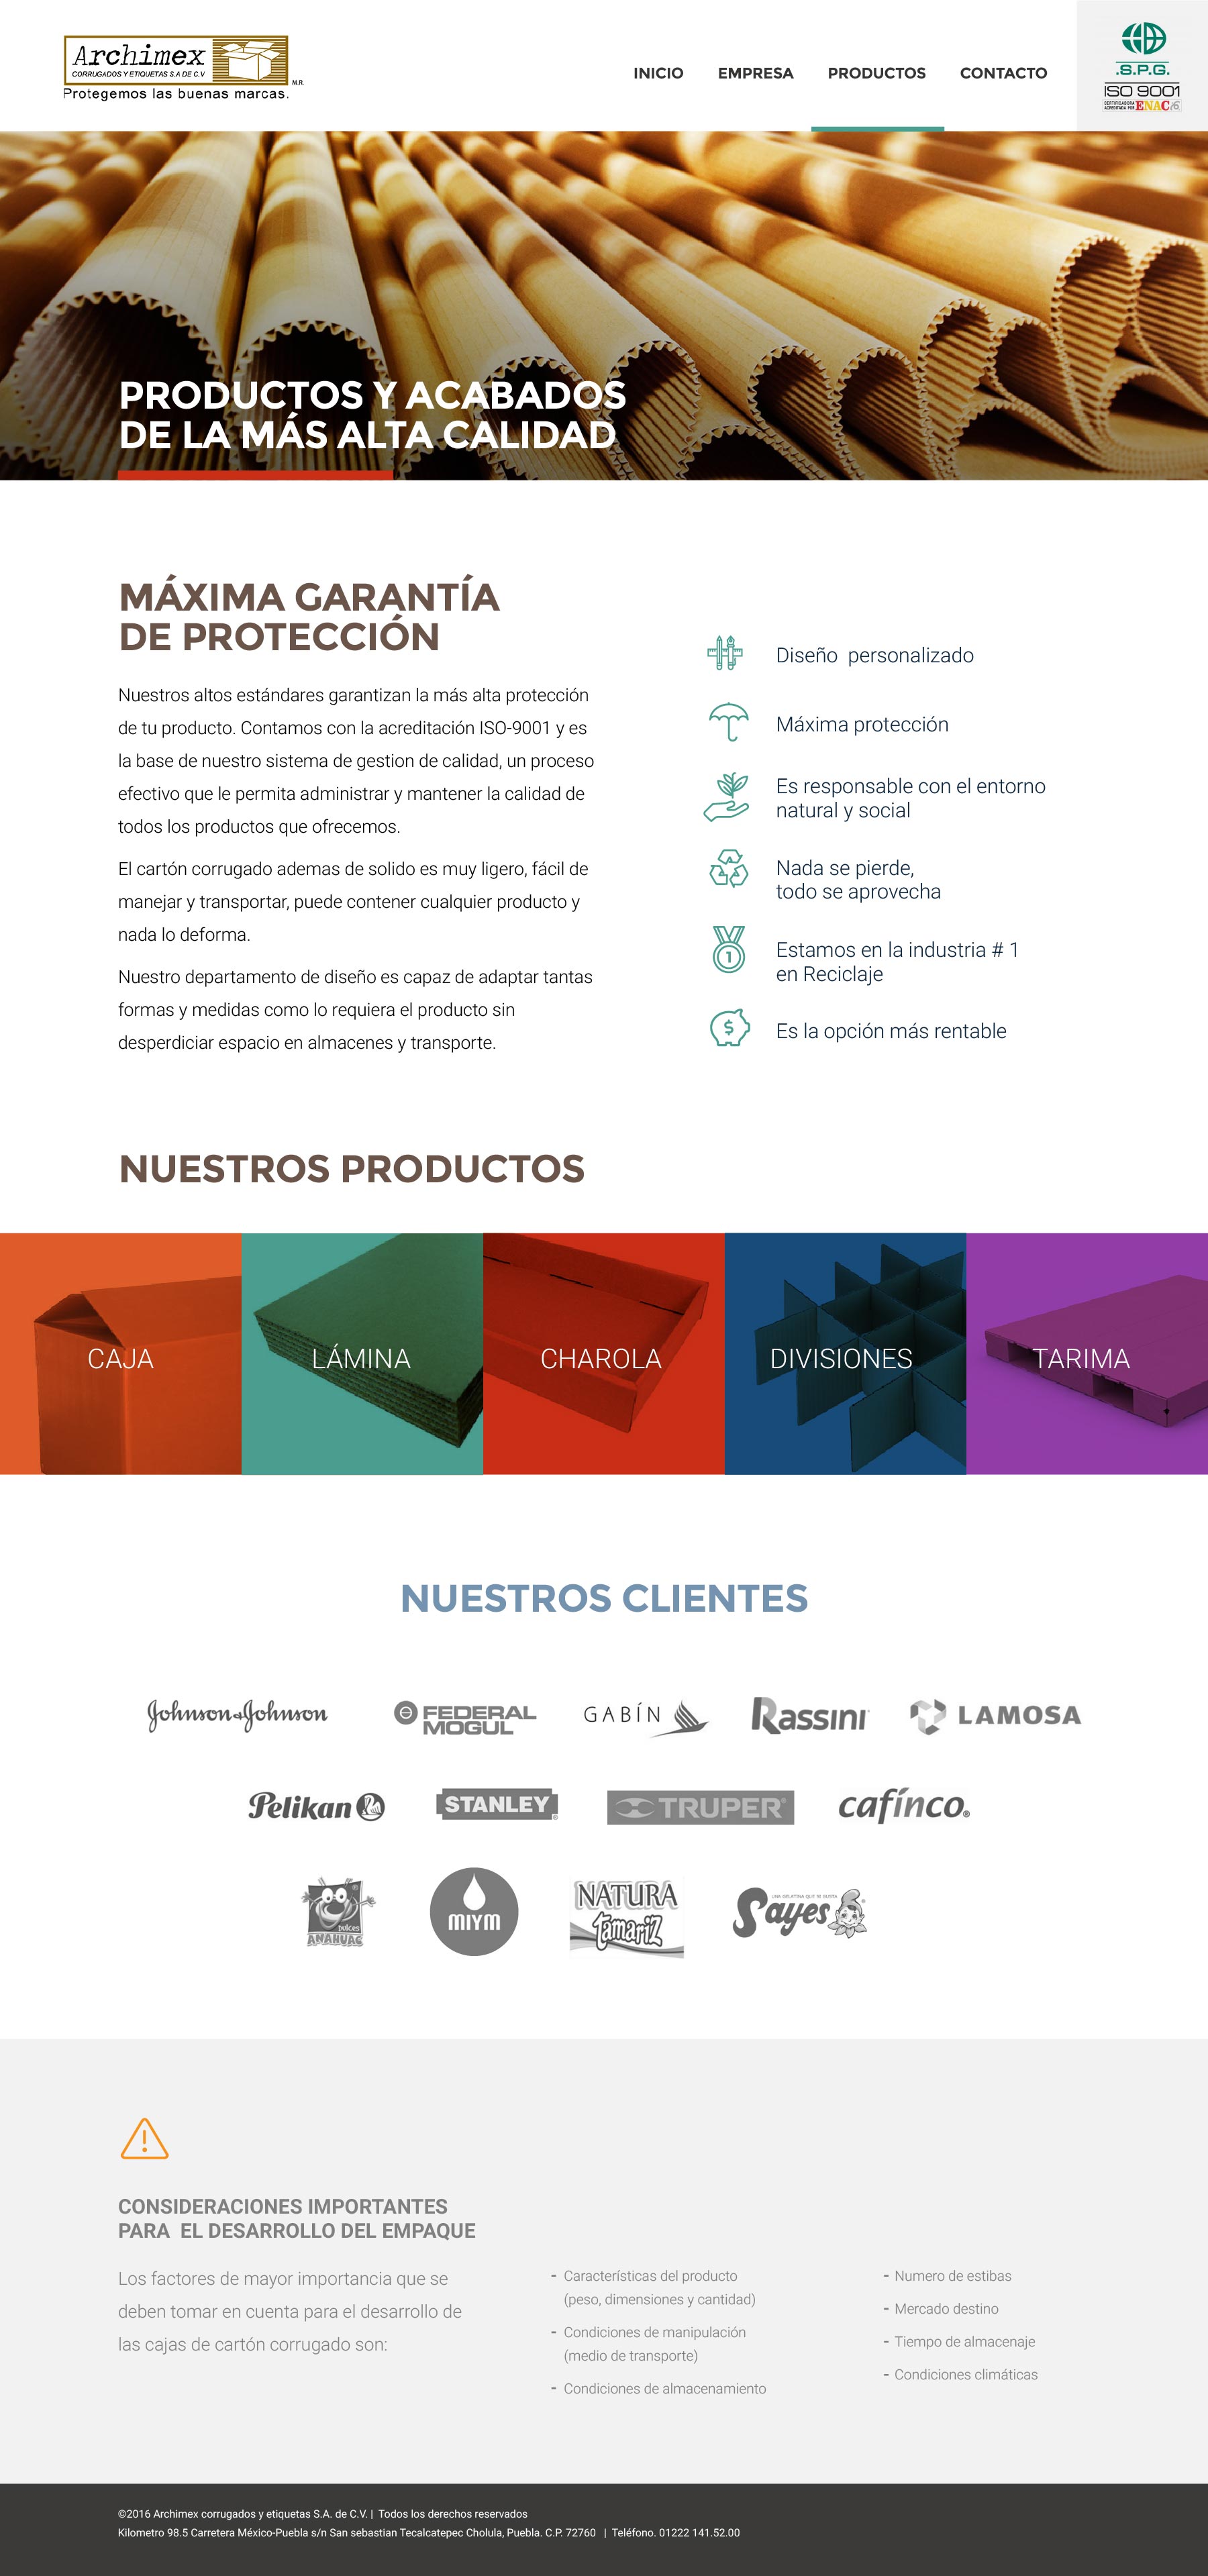 Archimex
CORRUGADOS Y ETIQUETAS S.A DE C.V
M.R.
Protegemos las buenas marcas.
INICIO
EMPRESA
PRODUCTOS
CONTACTO
.S.P.G.
ISO 9001
CERTIFICADORA
ACREDITADA POR
ENAC
PRODUCTOS Y ACABADOS
DE LA MÁS ALTA CALIDAD
MÁXIMA GARANTÍA
DE PROTECCIÓN
Nuestros altos estándares garantizan la más alta protección
de tu producto. Contamos con la acreditación ISO-9001 y es
la base de nuestro sistema de gestion de calidad, un proceso
efectivo que le permita administrar y mantener la calidad de
todos los productos que ofrecemos.
El cartón corrugado ademas de solido es muy ligero, fácil de
manejar y transportar, puede contener cualquier producto y
nada lo deforma.
Nuestro departamento de diseño es capaz de adaptar tantas
formas y medidas como lo requiera el producto sin
desperdiciar espacio en almacenes y transporte.
Diseño  personalizado
Máxima protección
Es responsable con el entorno
natural y social
Nada se pierde,
todo se aprovecha
1
Estamos en la industria # 1
en Reciclaje
$
Es la opción más rentable
NUESTROS PRODUCTOS
CAJA
LÁMINA
CHAROLA
DIVISIONES
TARIMA
NUESTROS CLIENTES
Johnson&Johnson
FEDERAL
MOGUL
GABÍN
Rassini
LAMOSA
Pelikan
STANLEY®
TRUPER®
cafínco®
Dulces
ANAHUAC
MIYM
NATURA
Tamariz
UNA GELATINA QUE SI GUSTA
Sayes®
CONSIDERACIONES IMPORTANTES
PARA  EL DESARROLLO DEL EMPAQUE
Los factores de mayor importancia que se
deben tomar en cuenta para el desarrollo de
las cajas de cartón corrugado son:
- Características del producto
(peso, dimensiones y cantidad)
- Condiciones de manipulación
(medio de transporte)
- Condiciones de almacenamiento
- Numero de estibas
- Mercado destino
- Tiempo de almacenaje
- Condiciones climáticas
©2016 Archimex corrugados y etiquetas S.A. de C.V. |  Todos los derechos reservados
Kilometro 98.5 Carretera México-Puebla s/n San sebastian Tecalcatepec Cholula, Puebla. C.P. 72760   |  Teléfono. 01222 141.52.00